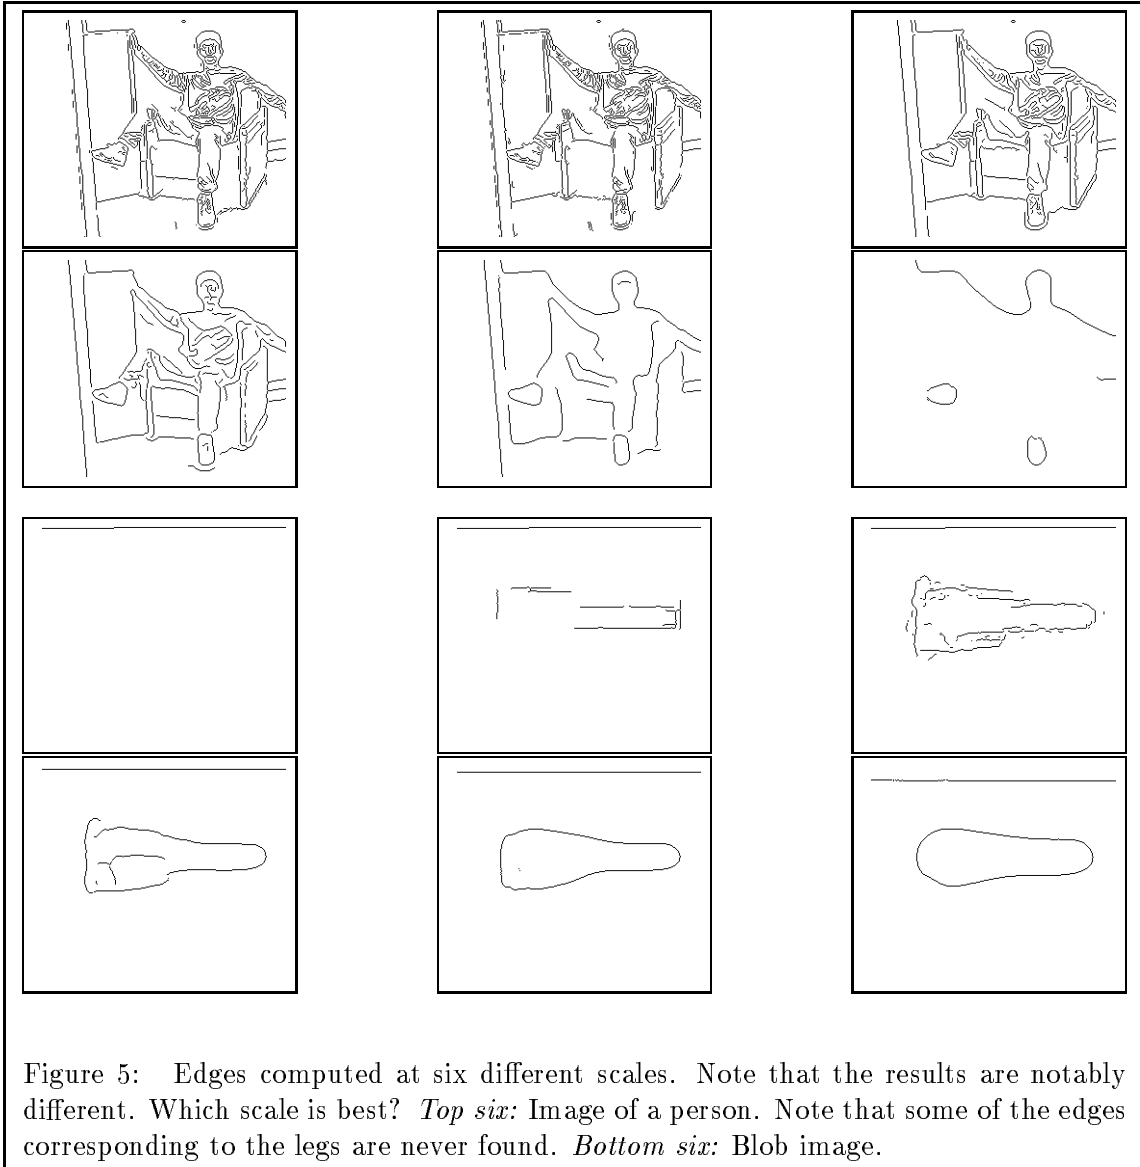 Figure 5: Edges computed at six different scales. Note that the results are notably
different. Which scale is best? Top six: Image of a person. Note that some of the edges
corresponding to the legs are never found. Bottom six: Blob image.